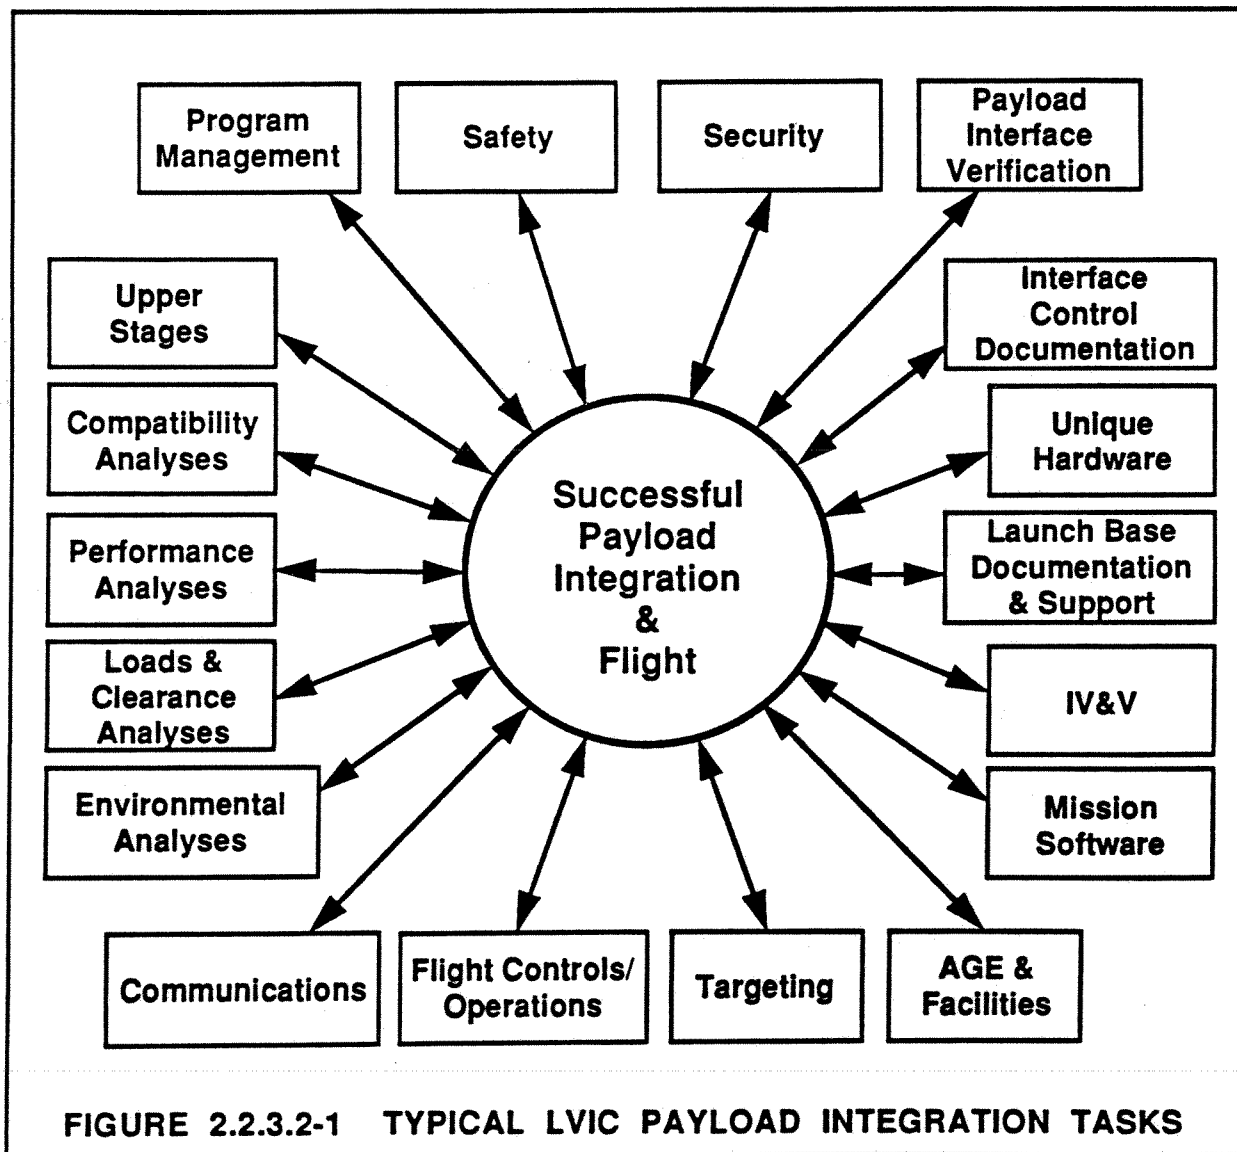 Program
Management
Safety
Security
Payload
Interface
Verification
Upper
Stages
Interface
Control
Documentation
Compatibility
Analyses
Unique
Hardware
Successful
Payload
Integration
&
Flight
Performance
Analyses
Launch Base
Documentation
& Support
Loads &
Clearance
Analyses
IV&V
Environmental
Analyses
Mission
Software
Communications
Flight Controls/
Operations
Targeting
AGE &
Facilities
FIGURE 2.2.3.2-1 TYPICAL LVIC PAYLOAD INTEGRATION TASKS